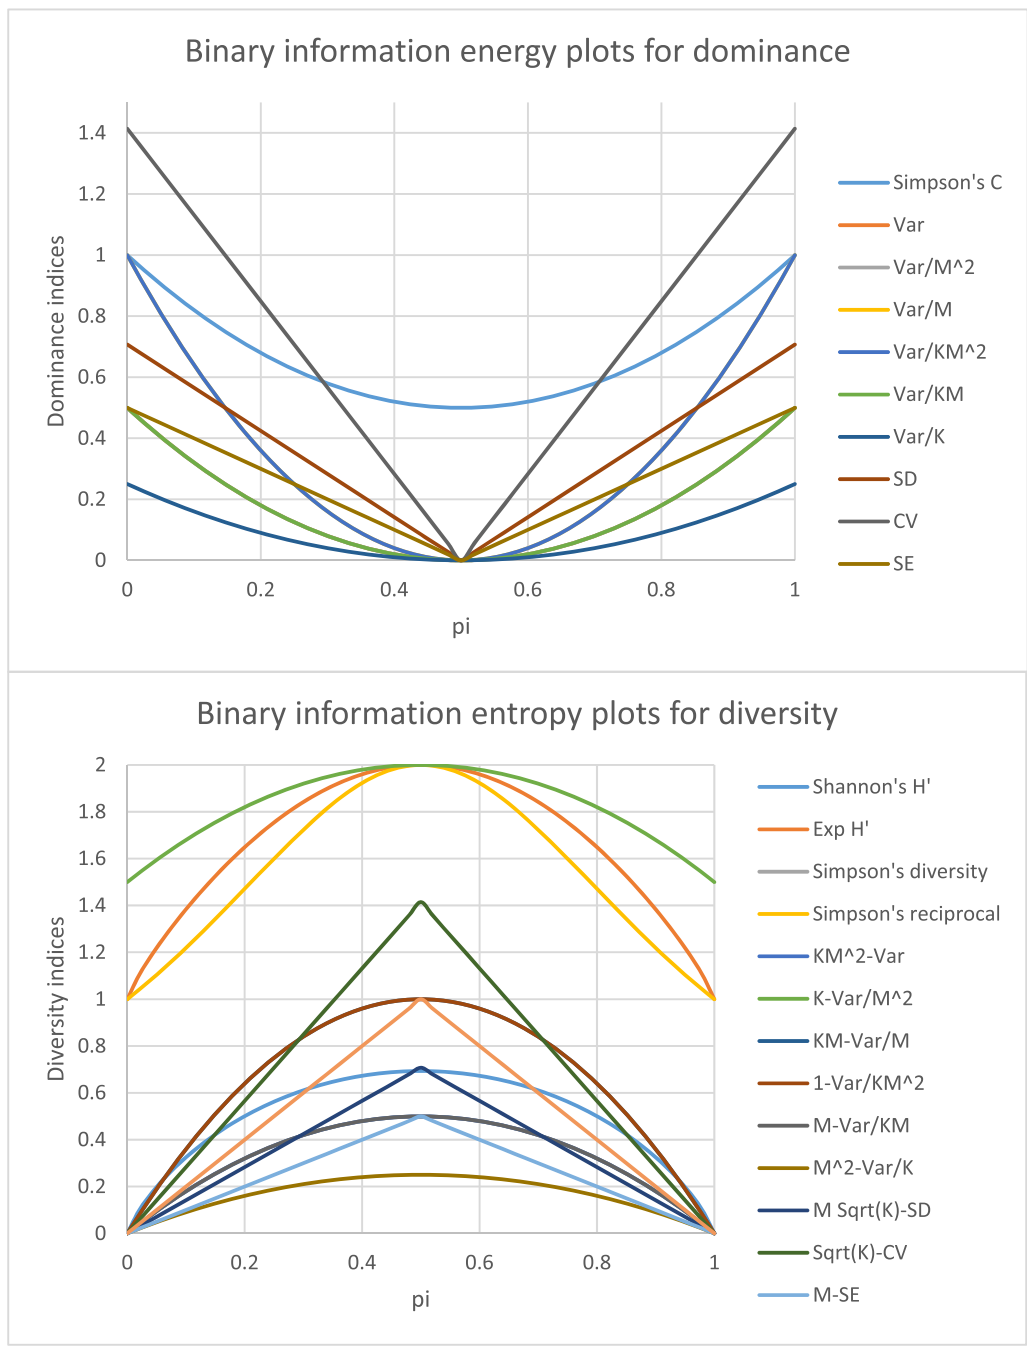 Binary information energy plots for dominance
1.4
1.2
1
0.8
0.6
0.4
0.2
0
Dominance indices
0 0.2 0.4 0.6 0.8 1
pi
Simpson's C
Var
Var/M^2
Var/M
Var/KM^2
Var/KM
Var/K
SD
CV
SE
Binary information entropy plots for diversity
2
1.8
1.6
1.4
1.2
1
0.8
0.6
0.4
0.2
0
Diversity indices
0 0.2 0.4 0.6 0.8 1
pi
Shannon's H'
Exp H'
Simpson's diversity
Simpson's reciprocal
KM^2-Var
K-Var/M^2
KM-Var/M
1-Var/KM^2
M-Var/KM
M^2-Var/K
M Sqrt(K)-SD
Sqrt(K)-CV
M-SE